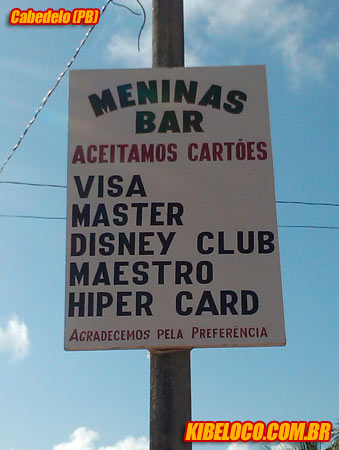 Cabedelo (PB)
MENINAS
BAR
ACEITAMOS CARTÕES
VISA
MASTER
DISNEY CLUB
MAESTRO
HIPER CARD
AGRADECEMOS PELA PREFERÊNCIA
KIBELOCO.COM.BR